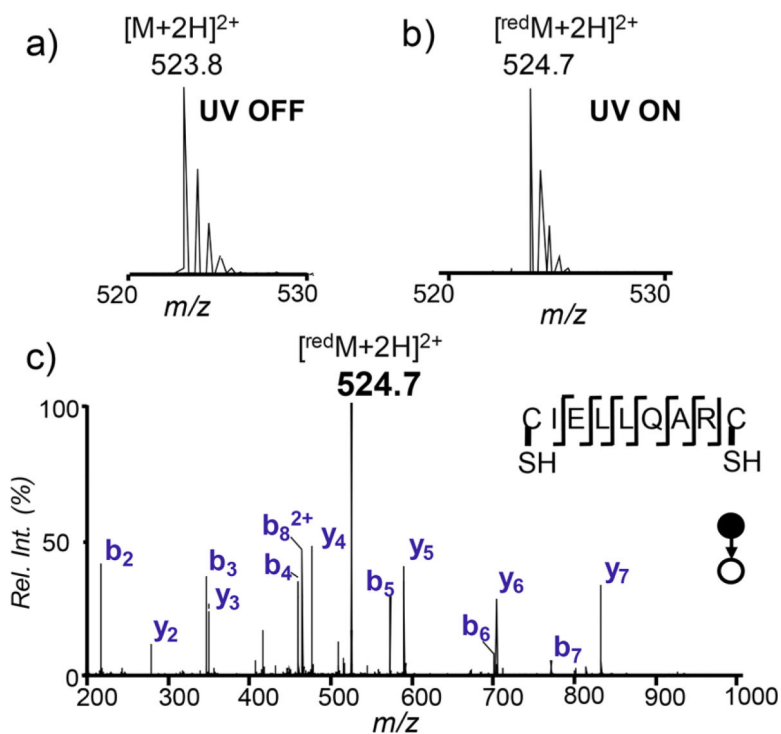 a)
[M+2H]²⁺
523.8
UV OFF
520
530
m/z
b)
[ʳᵉᵈM+2H]²⁺
524.7
UV ON
520
530
m/z
c)
[ʳᵉᵈM+2H]²⁺
524.7
Rel. Int. (%)
100
50
0
C I E L L Q A R C
SH SH
b₂
y₂
b₃
y₃
b₄
b₈²⁺
y₄
b₅
y₅
b₆
y₆
b₇
y₇
200 300 400 500 600 700 800 900 1000
m/z